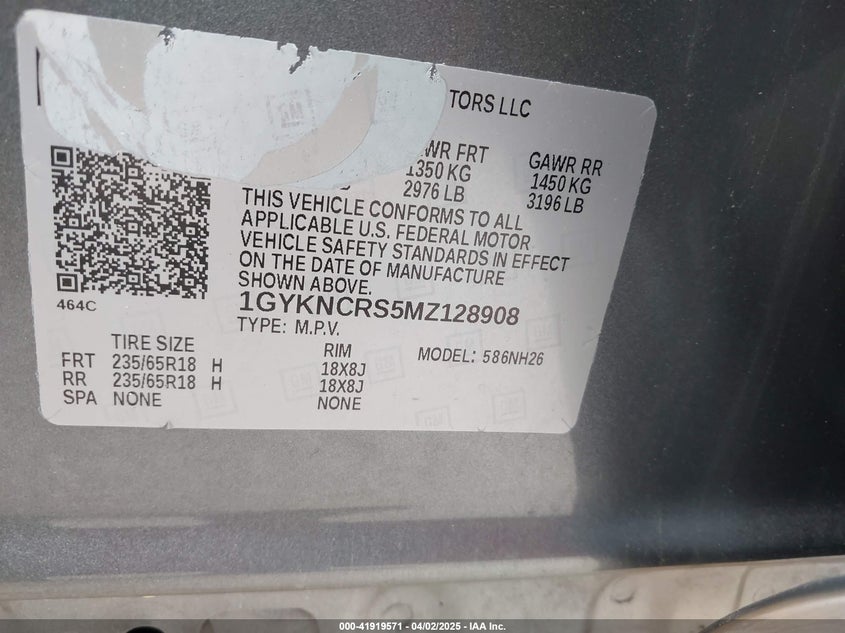 TORS LLC
GAWR RR
1350 KG 1450 KG
2976 LB 3196 LB
THIS VEHICLE CONFORMS TO ALL
APPLICABLE U.S. FEDERAL MOTOR
VEHICLE SAFETY STANDARDS IN EFFECT
ON THE DATE OF MANUFACTURE
SHOWN ABOVE.
464C
1GYKNCRS5MZ128908
TYPE: M.P.V.
TIRE SIZE RIM MODEL: 586NH26
FRT 235/65R18 H 18X8J
RR 235/65R18 H 18X8J
SPA NONE NONE
000-41919571 - 04/02/2025 - IAA Inc.